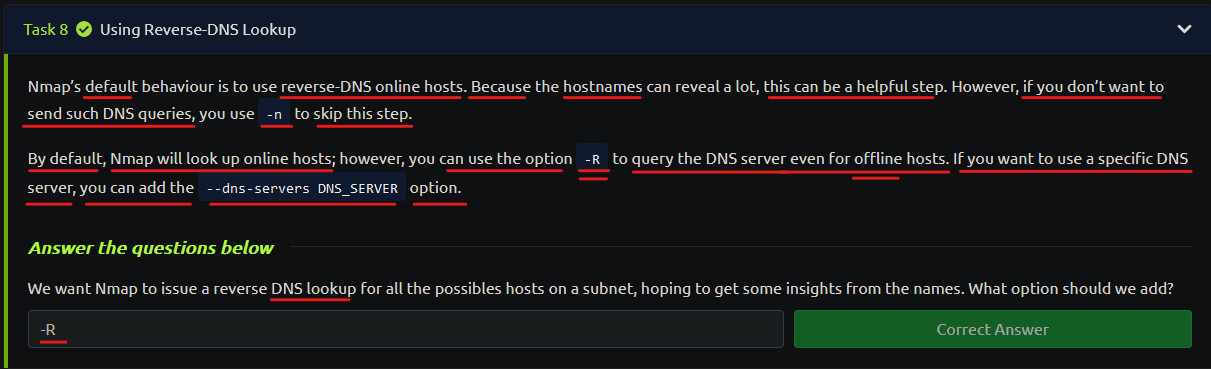 Task 8 Using Reverse-DNS Lookup
Nmap’s default behaviour is to use reverse-DNS online hosts. Because the hostnames can reveal a lot, this can be a helpful step. However, if you don’t want to
send such DNS queries, you use -n to skip this step.
By default, Nmap will look up online hosts; however, you can use the option -R to query the DNS server even for offline hosts. If you want to use a specific DNS
server, you can add the --dns-servers DNS_SERVER option.
Answer the questions below
We want Nmap to issue a reverse DNS lookup for all the possibles hosts on a subnet, hoping to get some insights from the names. What option should we add?
-R Correct Answer